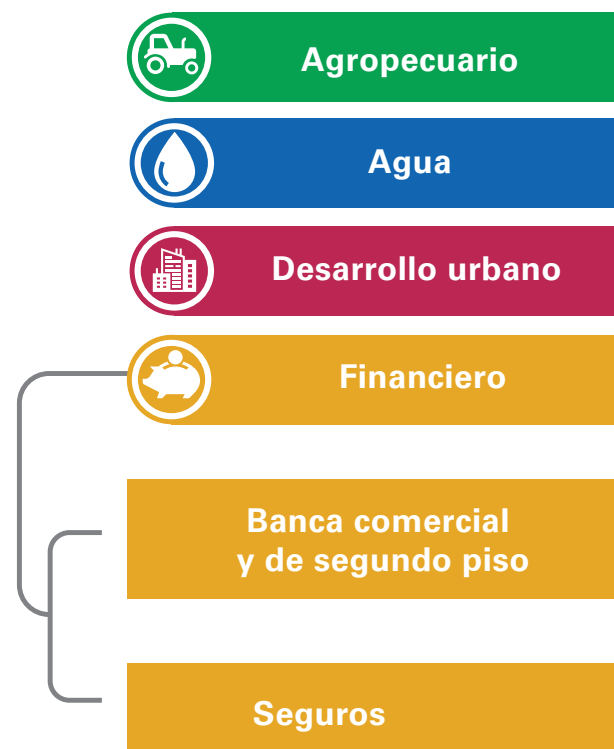 Agropecuario
Agua
Desarrollo urbano
Financiero
Banca comercial
y de segundo piso
Seguros